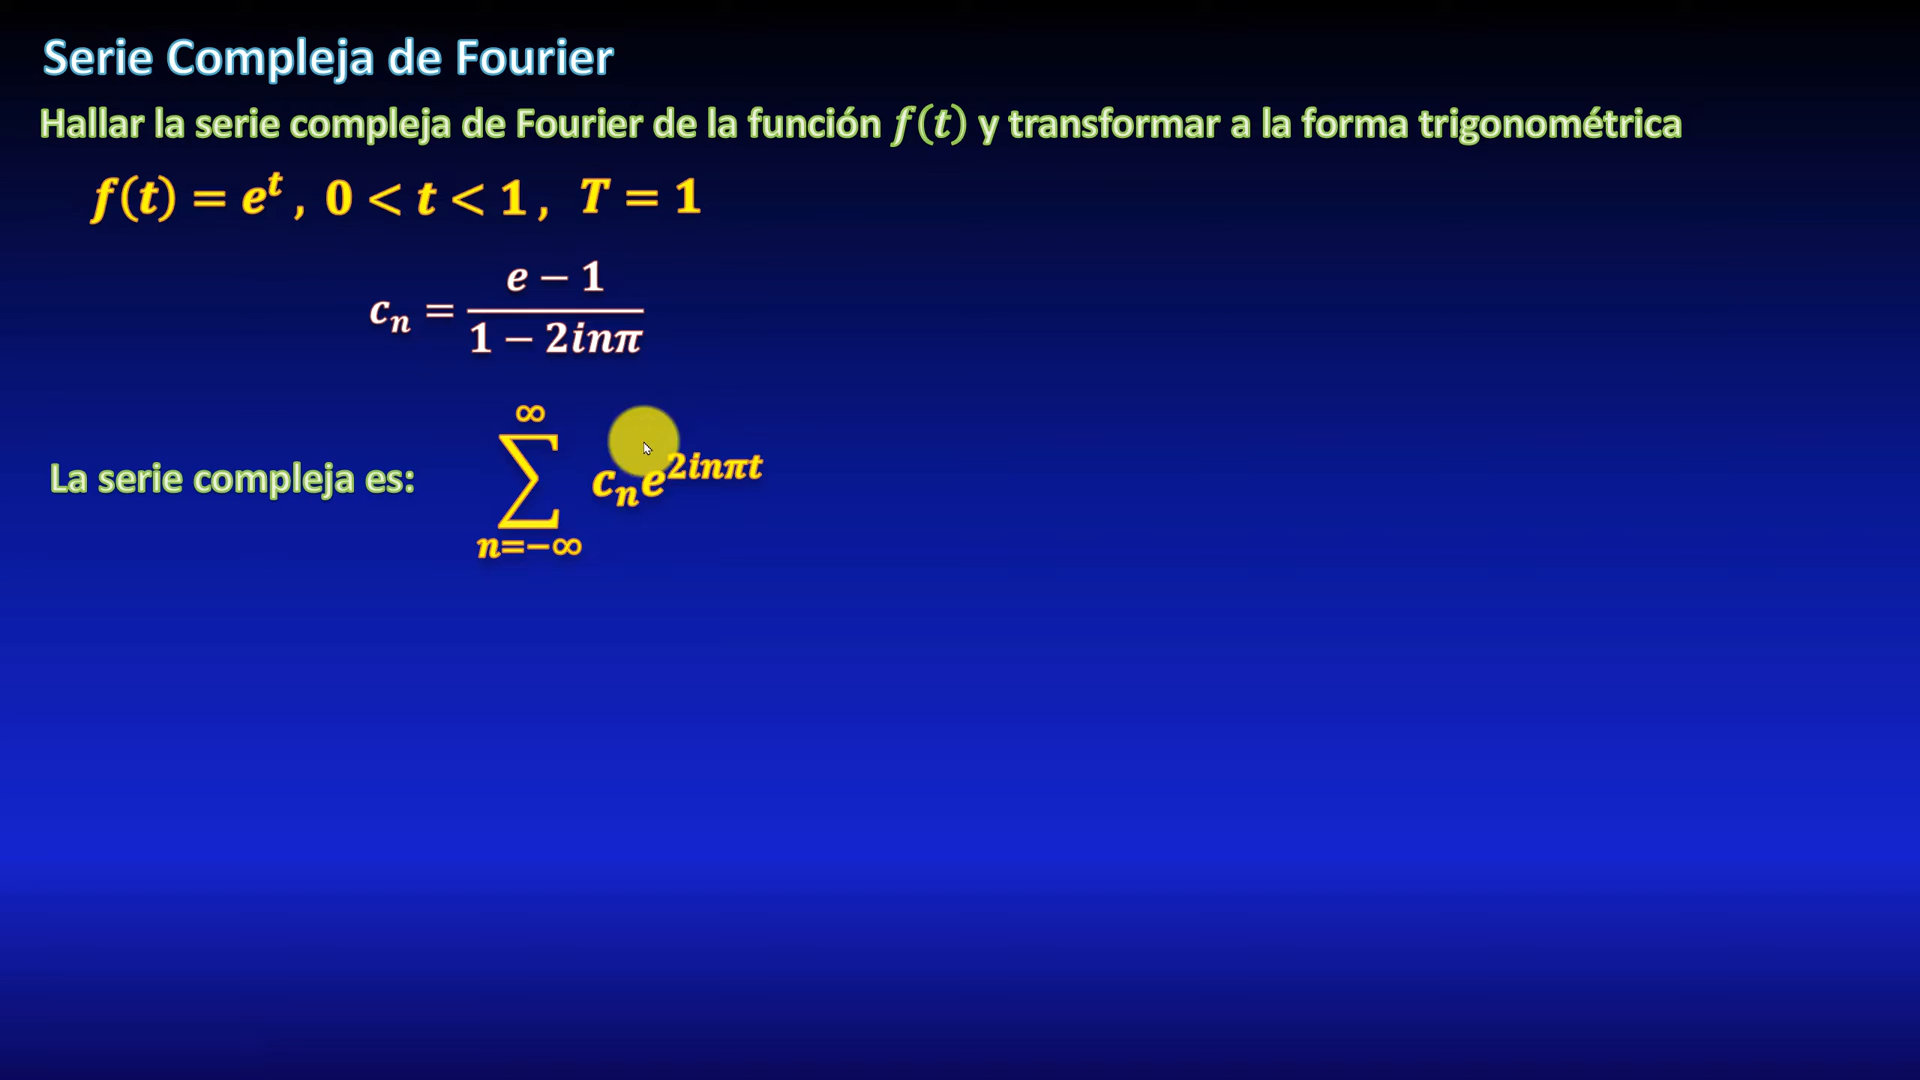 Serie Compleja de Fourier
Hallar la serie compleja de Fourier de la función f(t) y transformar a la forma trigonométrica
f(t) = e^t , 0 < t < 1 , T = 1
c_n = (e − 1)/(1 − 2inπ)
La serie compleja es: ∑_{n=−∞}^{∞} c_n e^{2inπt}